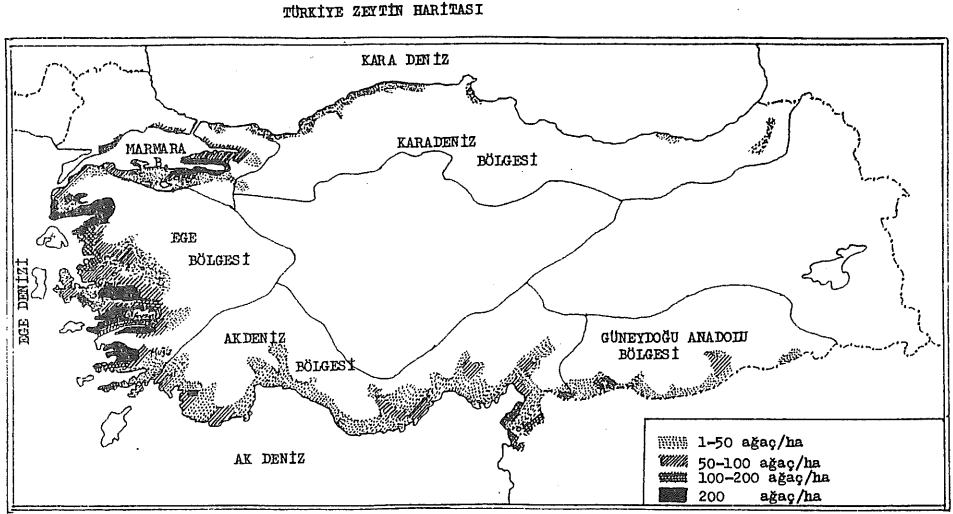 TÜRKİYE ZEYTİN HARİTASI
KARA DENİZ
MARMARA
B.
KARADENİZ
BÖLGESİ
EGE
BÖLGESİ
EGE DENİZİ
AKDENİZ
BÖLGESİ
GÜNEYDOĞU ANADOLU
BÖLGESİ
AK DENİZ
1-50 ağaç/ha
50-100 ağaç/ha
100-200 ağaç/ha
200 ağaç/ha